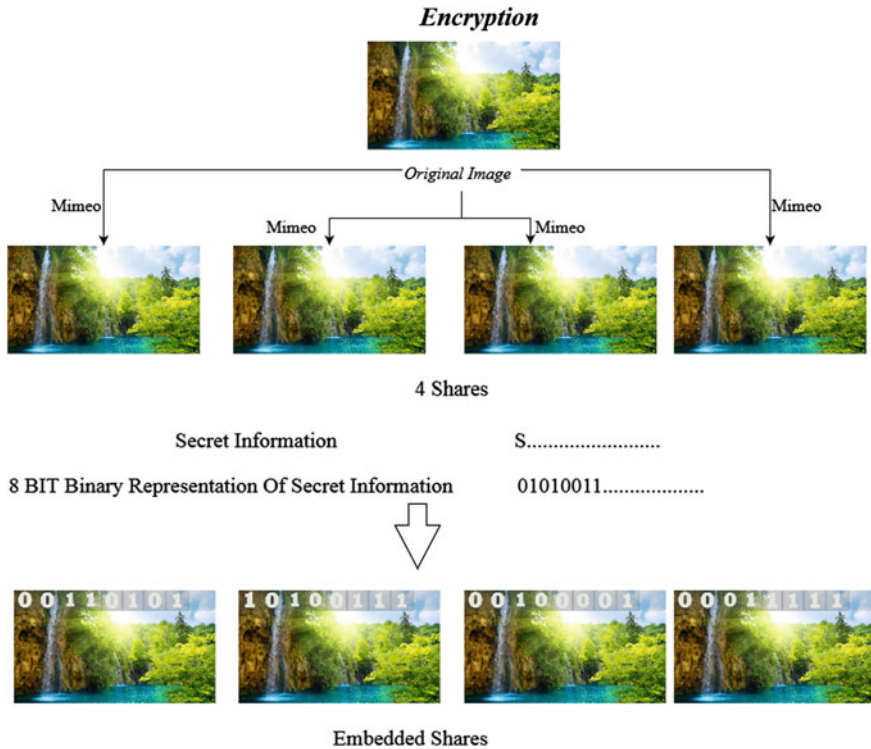 Encryption
Original Image
Mimeo
Mimeo
Mimeo
Mimeo
4 Shares
Secret Information S.........................
8 BIT Binary Representation Of Secret Information 01010011...................
0 0 1 1 0 1 0 1
1 0 1 0 0 1 1 1
0 0 1 0 0 0 0 1
0 0 0 1 1 1 1 1
Embedded Shares